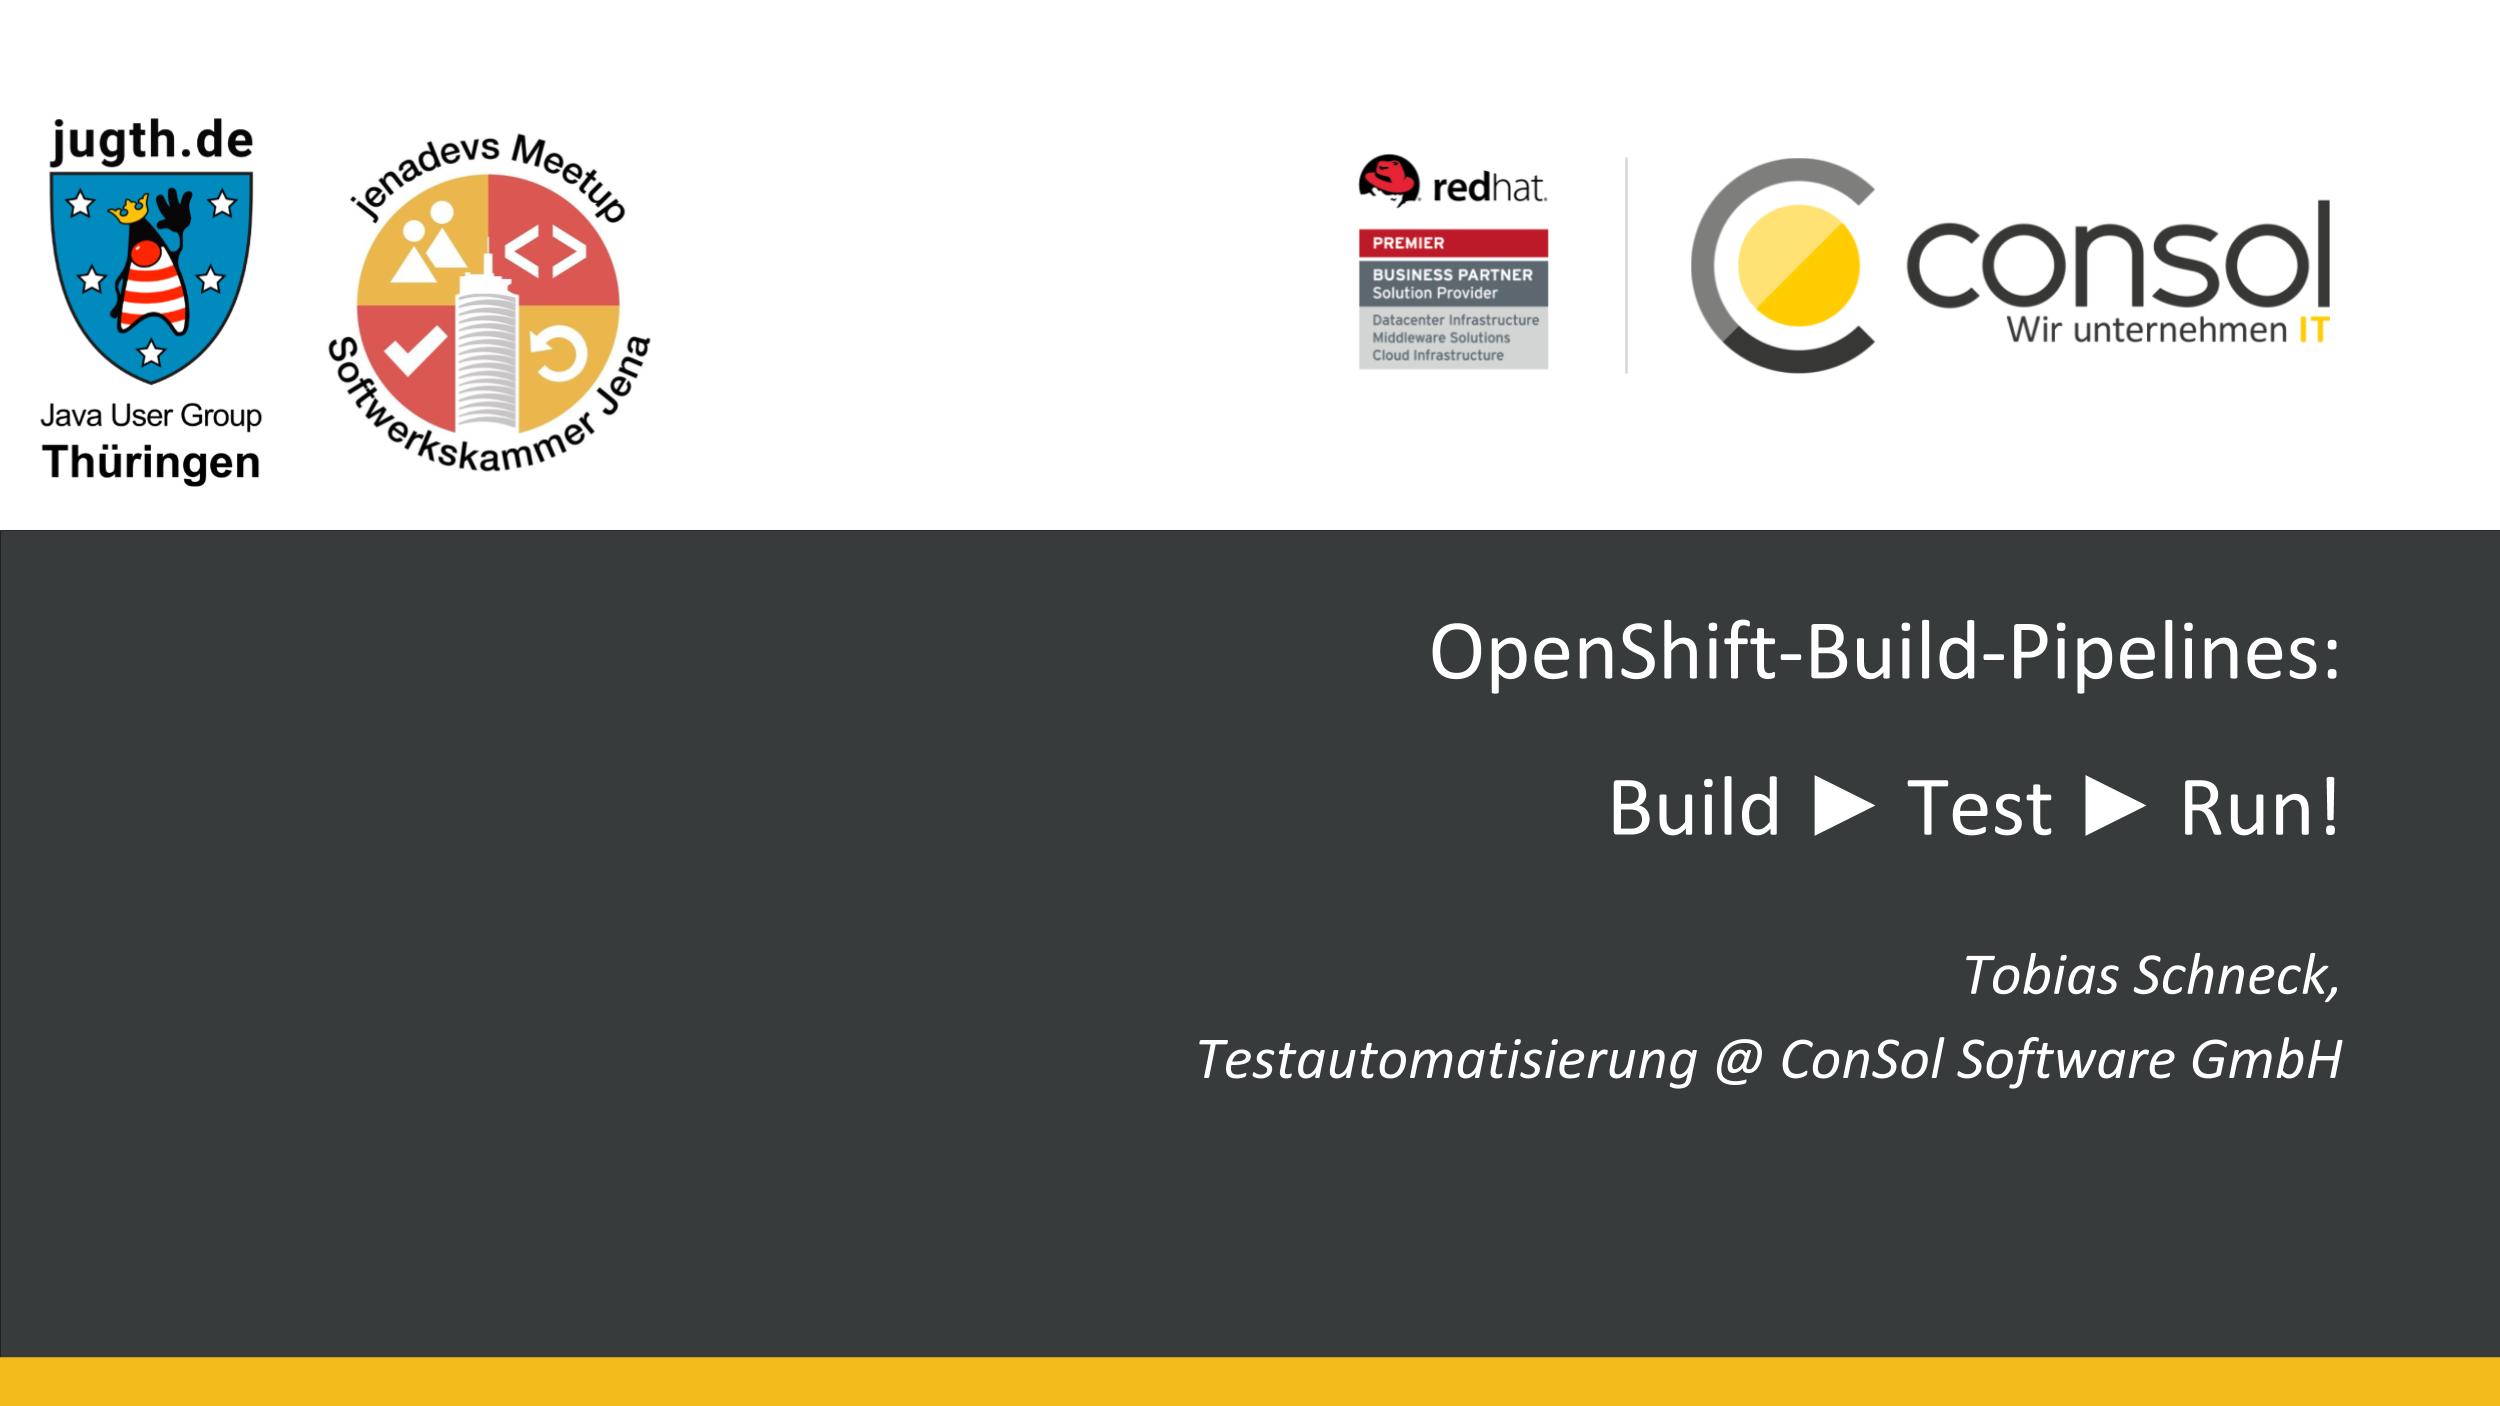 jugth.de
Java User Group
Thüringen
jenadevs Meetup
Softwerkskammer Jena
redhat.
PREMIER
BUSINESS PARTNER
Solution Provider
Datacenter Infrastructure
Middleware Solutions
Cloud Infrastructure
consol
Wir unternehmen IT
OpenShift-Build-Pipelines:
Build ► Test ► Run!
Tobias Schneck,
Testautomatisierung @ ConSol Software GmbH